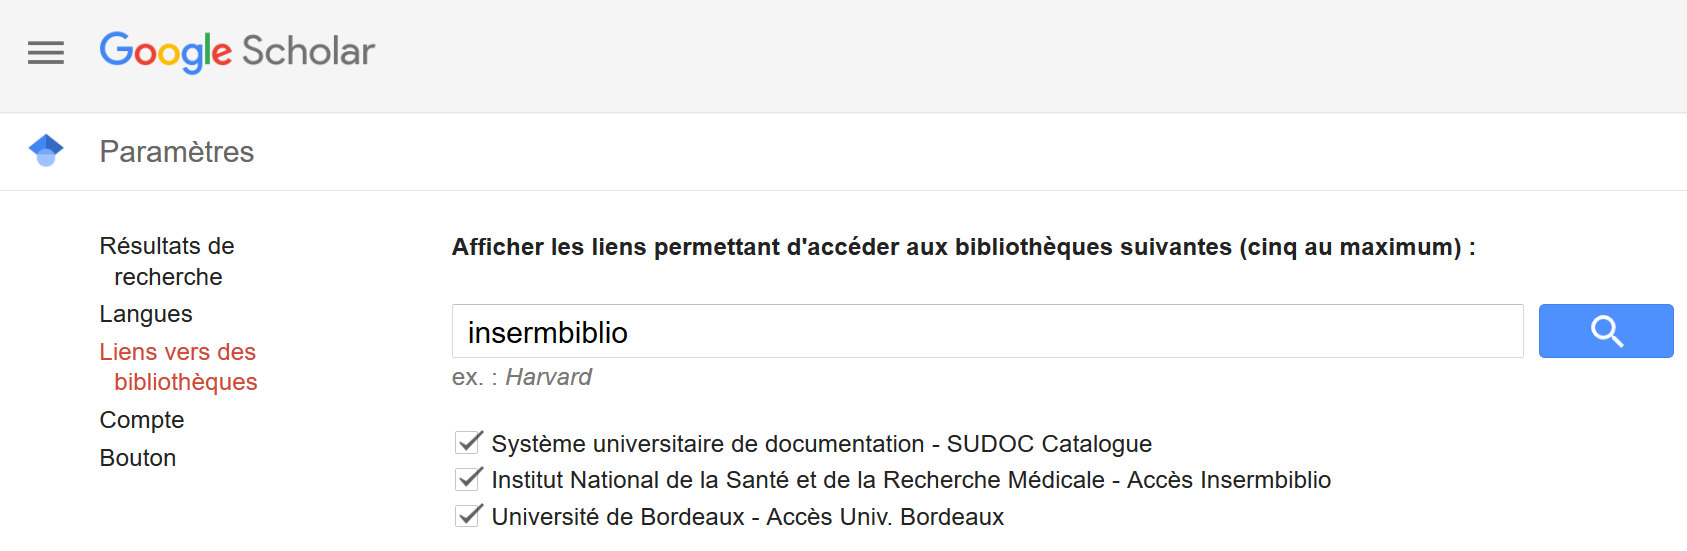 Google Scholar
Paramètres
Résultats de
recherche
Langues
Liens vers des
bibliothèques
Compte
Bouton
Afficher les liens permettant d'accéder aux bibliothèques suivantes (cinq au maximum) :
insermbiblio
ex. : Harvard
Système universitaire de documentation - SUDOC Catalogue
Institut National de la Santé et de la Recherche Médicale - Accès Insermbiblio
Université de Bordeaux - Accès Univ. Bordeaux